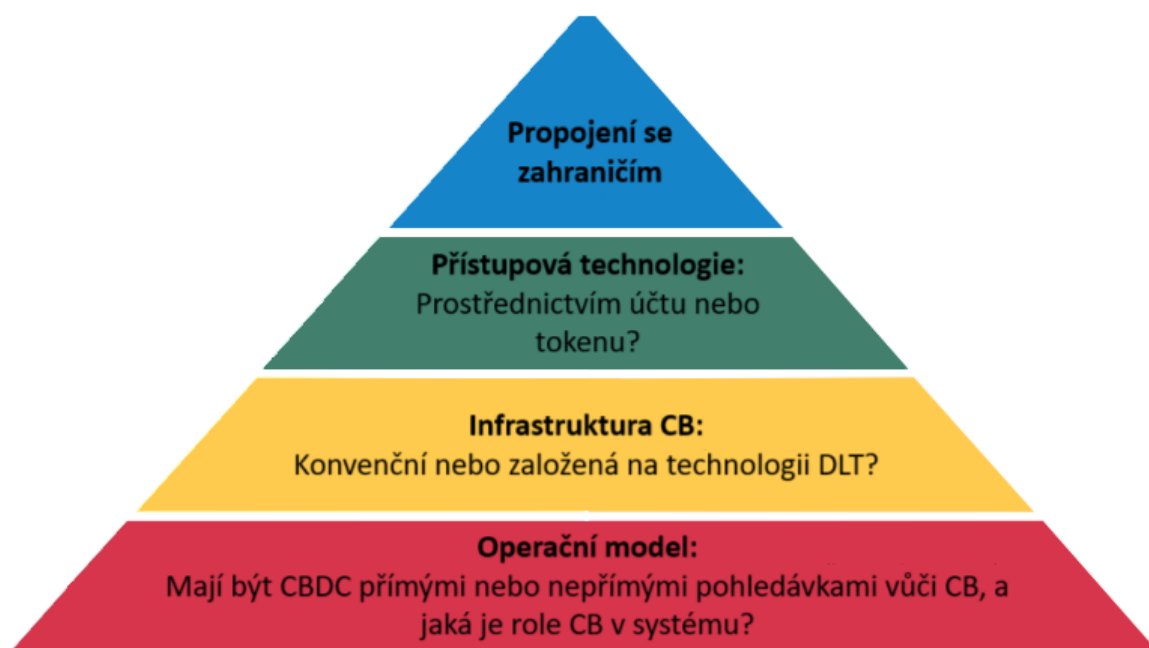 Propojení se
zahraničím
Přístupová technologie:
Prostřednictvím účtu nebo
tokenu?
Infrastruktura CB:
Konvenční nebo založená na technologii DLT?
Operační model:
Mají být CBDC přímými nebo nepřímými pohledávkami vůči CB, a
jaká je role CB v systému?